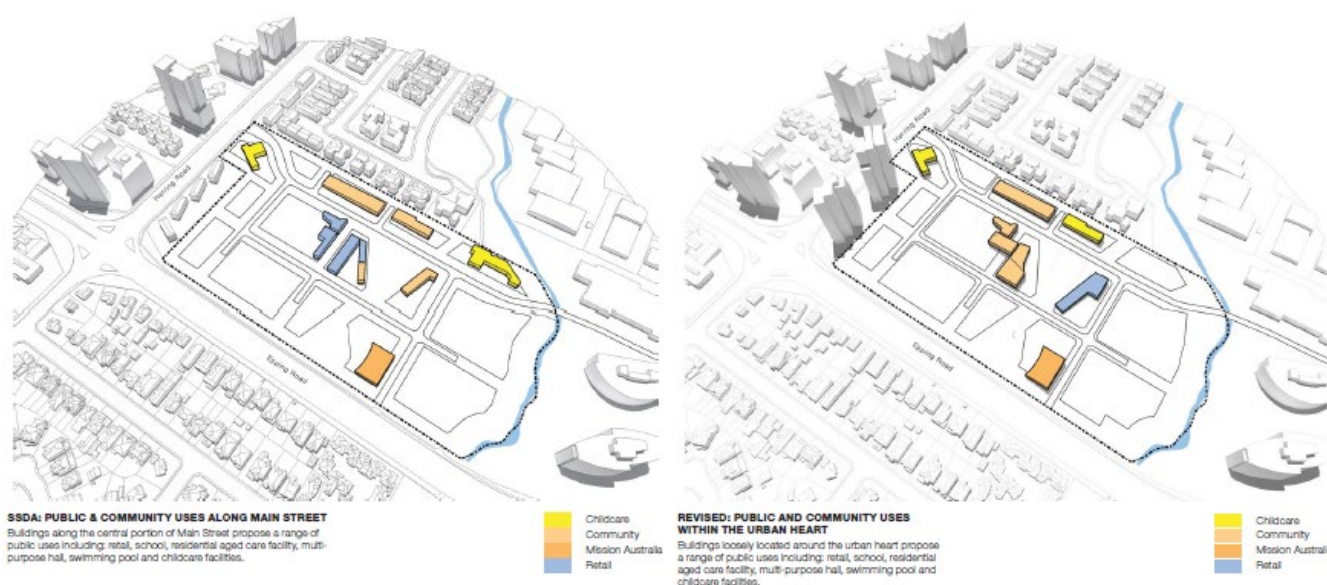 Herring Road
Epping Road
SSDA: PUBLIC & COMMUNITY USES ALONG MAIN STREET
Buildings along the central portion of Main Street propose a range of
public uses including: retail, school, residential aged care facility, multi-
purpose hall, swimming pool and childcare facilities.
Childcare
Community
Mission Australia
Retail
Herring Road
Epping Road
REVISED: PUBLIC AND COMMUNITY USES
WITHIN THE URBAN HEART
Buildings loosely located around the urban heart propose
a range of public uses including: retail, school, residential
aged care facility, multi-purpose hall, swimming pool and
childcare facilities.
Childcare
Community
Mission Australia
Retail